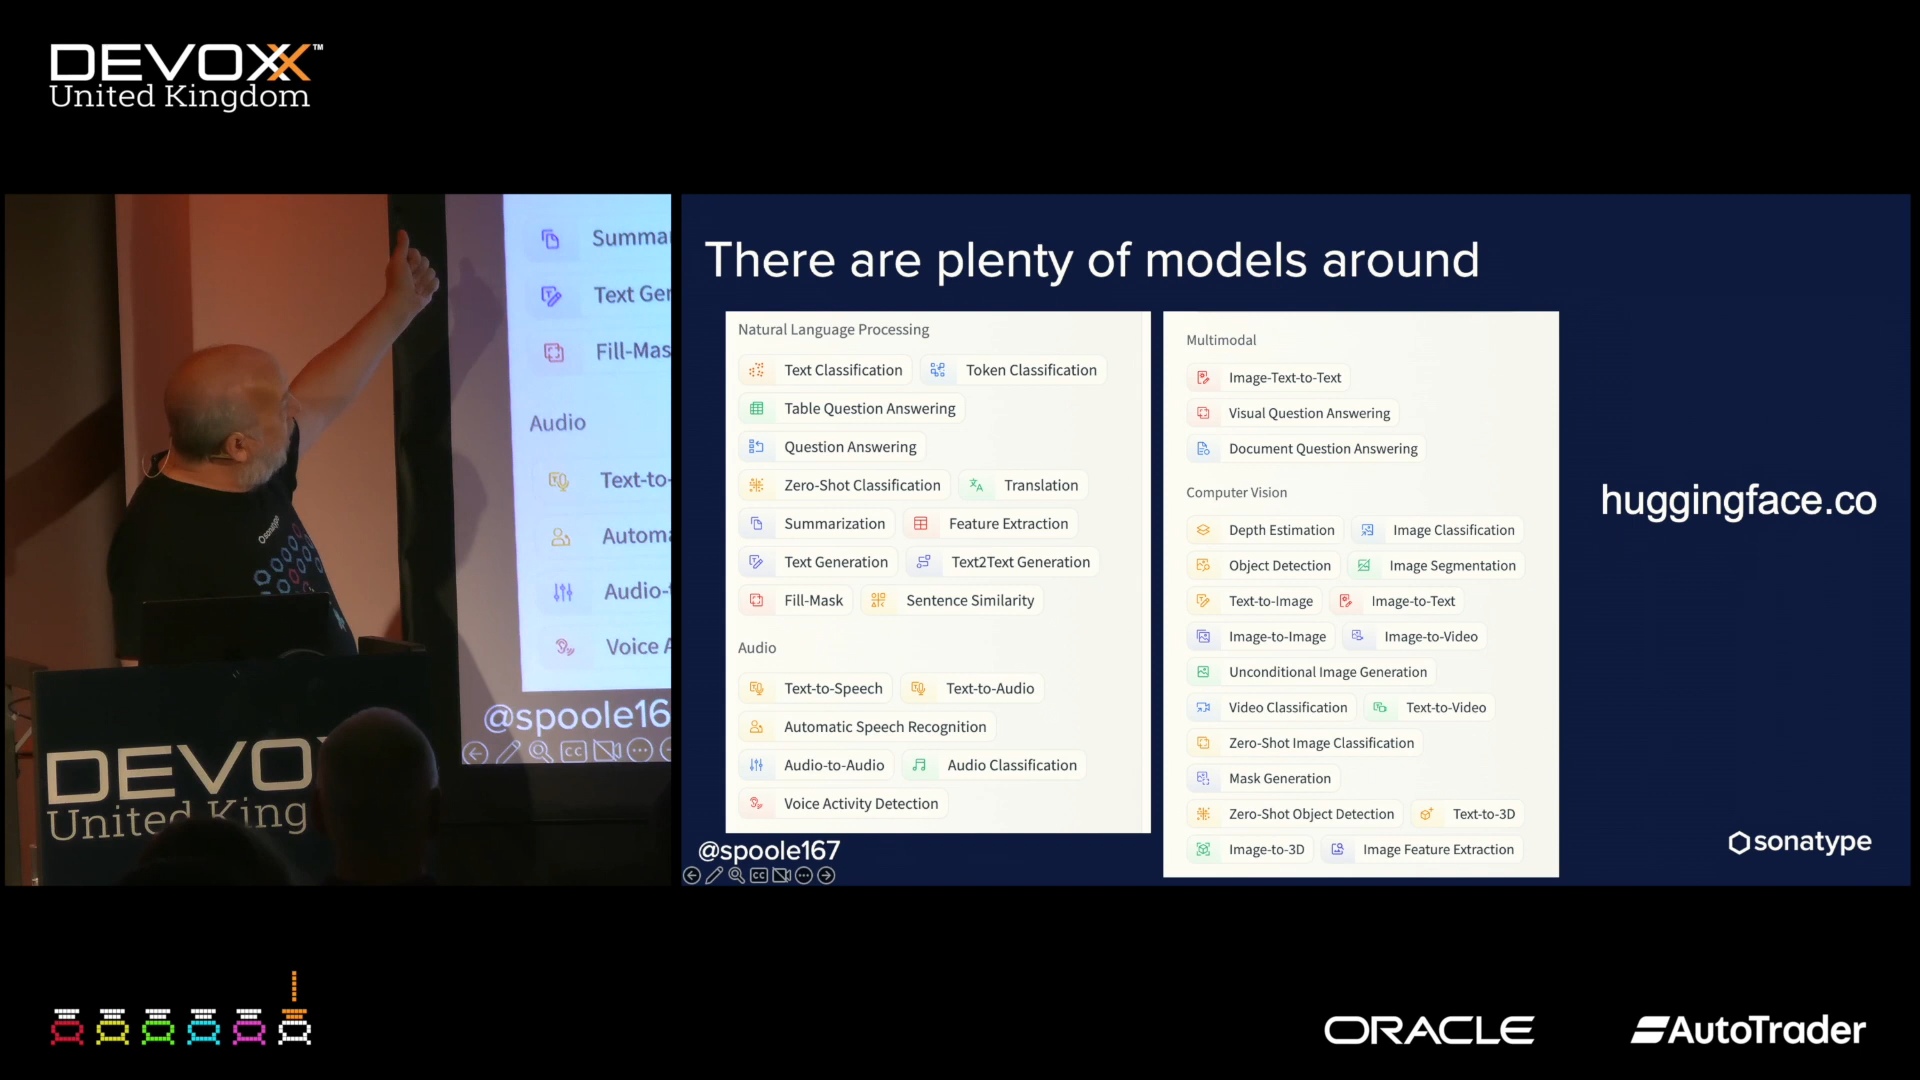 DEVOXX™
United Kingdom
Summa
Text Ge
Fill-Mas
Audio
Text-to-
Autom
Audio-
Voice
@spoole16
CC
sonatype
DEVO
United King
There are plenty of models around
Natural Language Processing
Text Classification Token Classification
Table Question Answering
Question Answering
Zero-Shot Classification Translation
Summarization Feature Extraction
Text Generation Text2Text Generation
Fill-Mask Sentence Similarity
Audio
Text-to-Speech Text-to-Audio
Automatic Speech Recognition
Audio-to-Audio Audio Classification
Voice Activity Detection
Multimodal
Image-Text-to-Text
Visual Question Answering
Document Question Answering
Computer Vision
Depth Estimation Image Classification
Object Detection Image Segmentation
Text-to-Image Image-to-Text
Image-to-Image Image-to-Video
Unconditional Image Generation
Video Classification Text-to-Video
Zero-Shot Image Classification
Mask Generation
Zero-Shot Object Detection Text-to-3D
Image-to-3D Image Feature Extraction
huggingface.co
@spoole167
CC
sonatype
ORACLE
AutoTrader